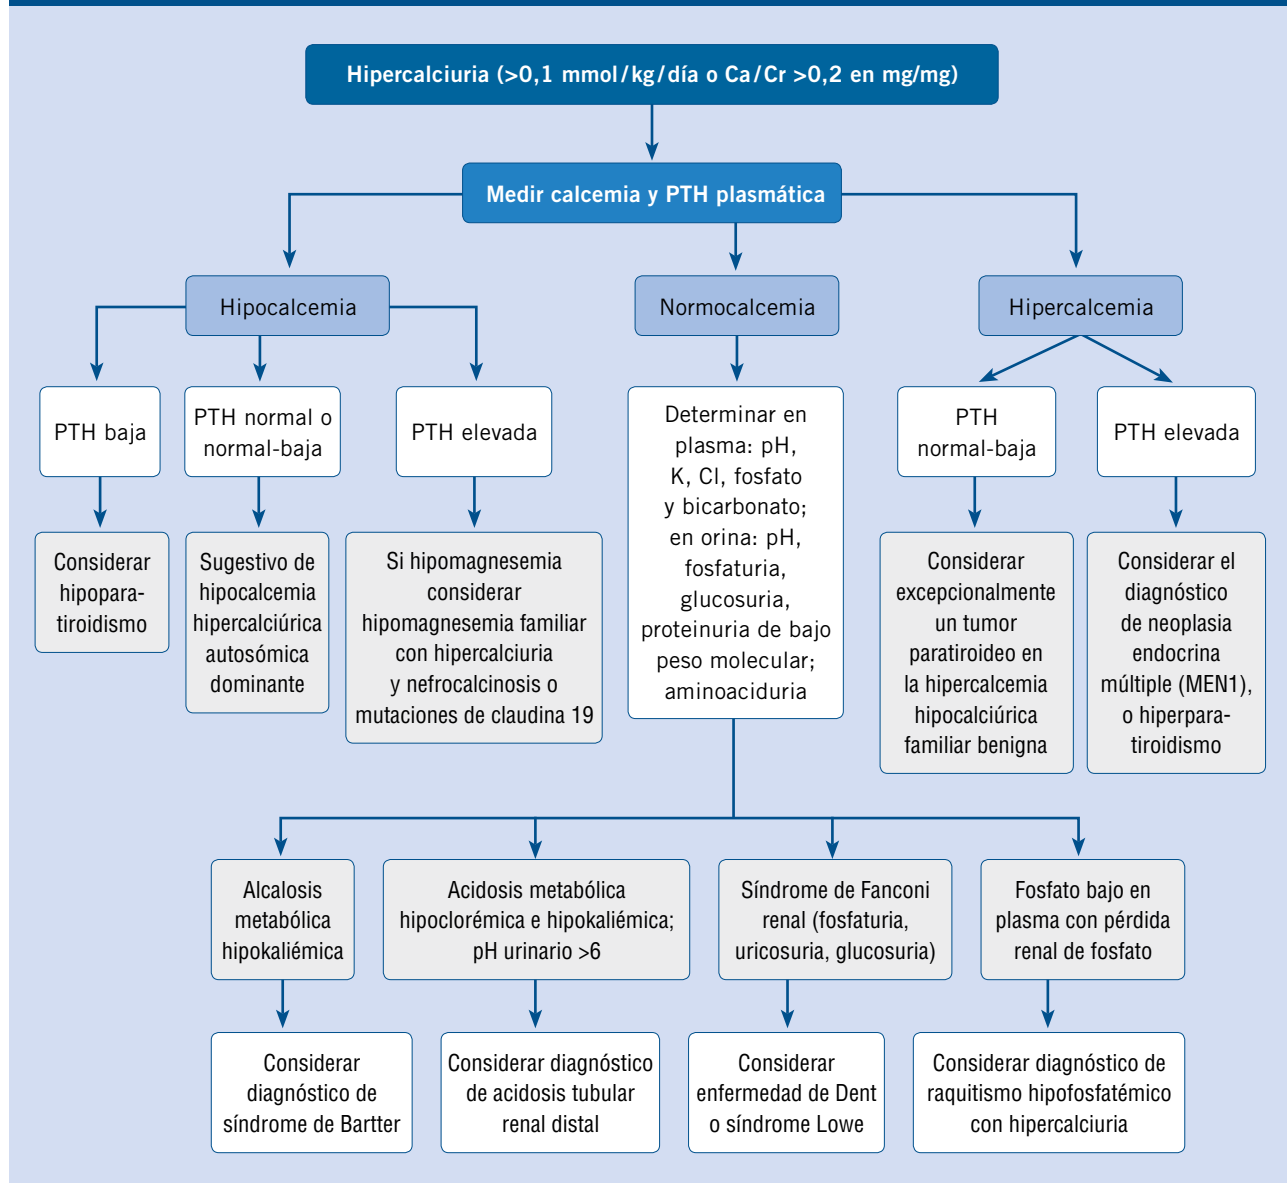 Hipercalciuria (>0,1 mmol/kg/día o Ca/Cr >0,2 en mg/mg)
Medir calcemia y PTH plasmática
Hipocalcemia
Normocalcemia
Hipercalcemia
PTH baja
PTH normal o
normal-baja
PTH elevada
Determinar en
plasma: pH,
K, Cl, fosfato
y bicarbonato;
en orina: pH,
fosfaturia,
glucosuria,
proteinuria de bajo
peso molecular;
aminoaciduria
PTH
normal-baja
PTH elevada
Considerar
hipopara-
tiroidismo
Sugestivo de
hipocalcemia
hipercalciúrica
autosómica
dominante
Si hipomagnesemia
considerar
hipomagnesemia familiar
con hipercalciuria
y nefrocalcinosis o
mutaciones de claudina 19
Considerar
excepcionalmente
un tumor
paratiroideo en
la hipercalcemia
hipocalciúrica
familiar benigna
Considerar el
diagnóstico
de neoplasia
endocrina
múltiple (MEN1),
o hiperpara-
tiroidismo
Alcalosis
metabólica
hipokaliémica
Acidosis metabólica
hipoclorémica e hipokaliémica;
pH urinario >6
Síndrome de Fanconi
renal (fosfaturia,
uricosuria, glucosuria)
Fosfato bajo en
plasma con pérdida
renal de fosfato
Considerar
diagnóstico de
síndrome de Bartter
Considerar diagnóstico
de acidosis tubular
renal distal
Considerar
enfermedad de Dent
o síndrome Lowe
Considerar diagnóstico de
raquitismo hipofosfatémico
con hipercalciuria